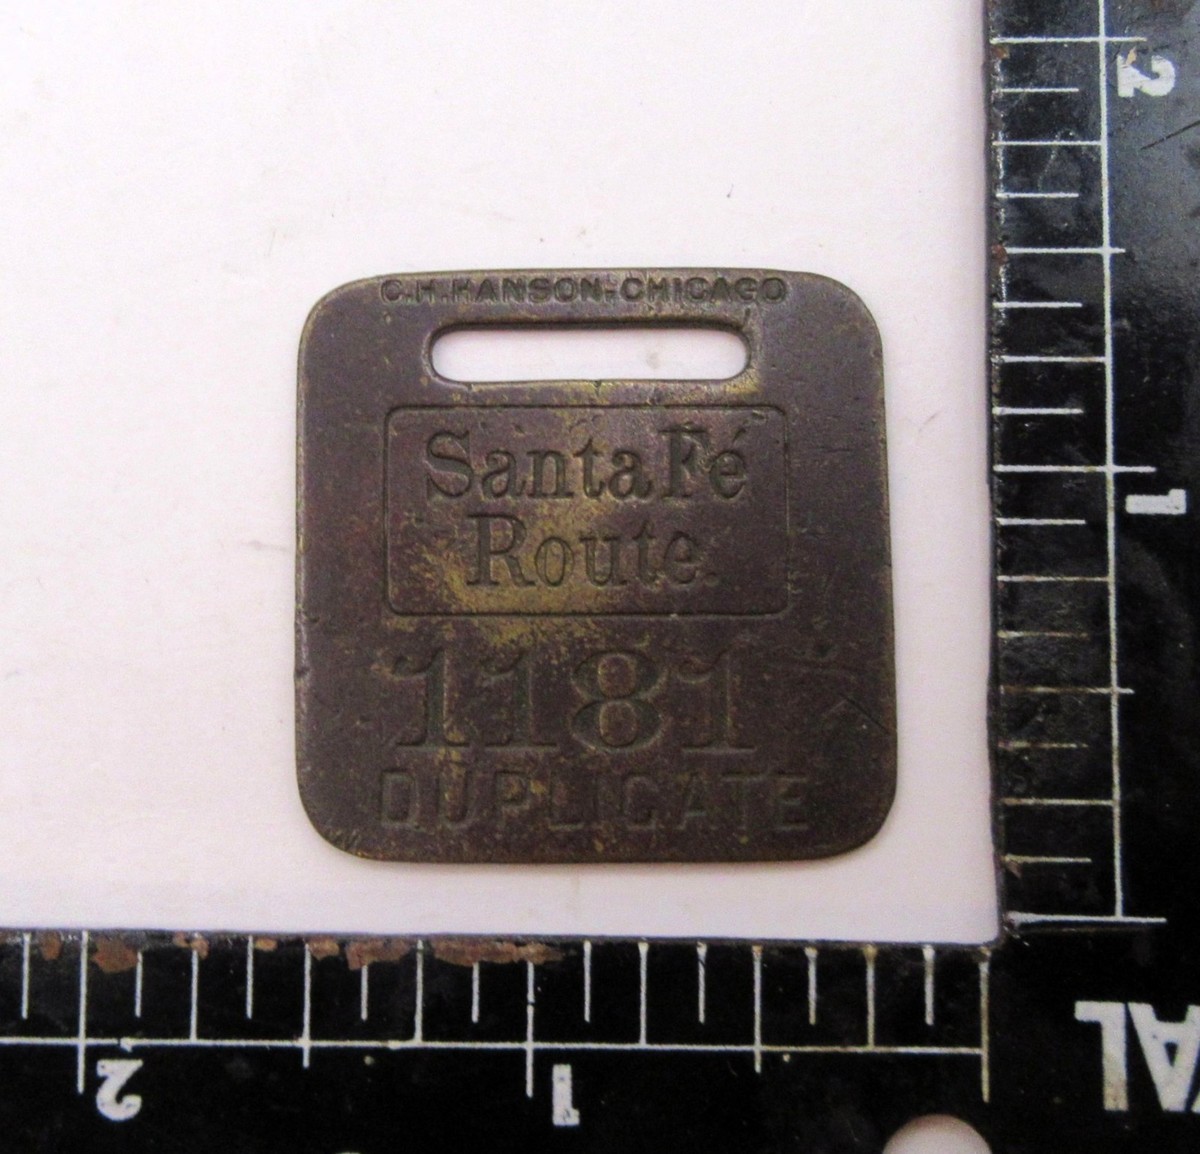 C.H.HANSON-CHICAGO
Santa Fé
Route.
1181
DUPLICATE
2
1
2
1